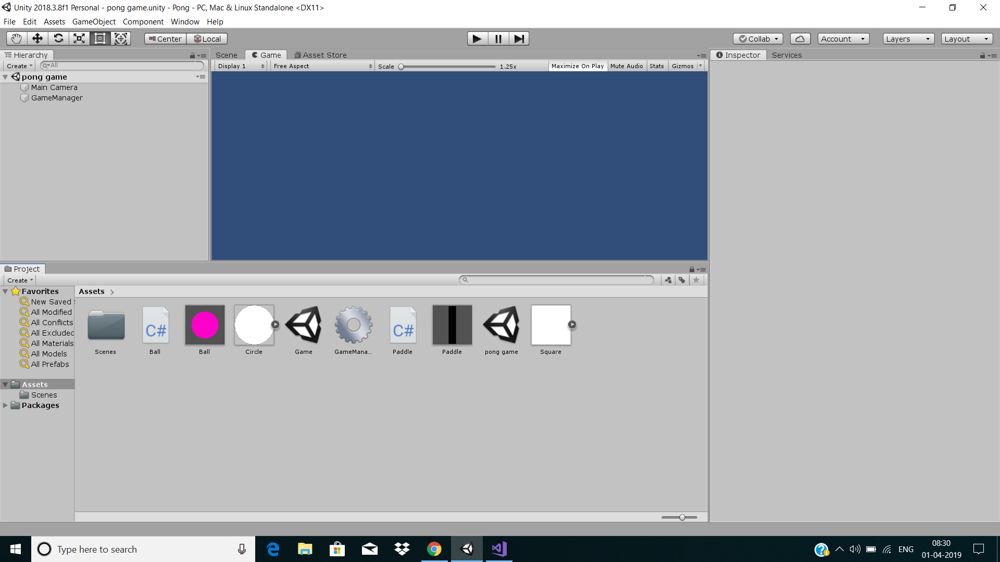 Unity 2018.3.8f1 Personal - pong game.unity - Pong - PC, Mac & Linux Standalone <DX11>
File Edit Assets GameObject Component Window Help
Center Local Collab Account Layers Layout
Hierarchy
Create All
pong game
Main Camera
GameManager
Scene Game Asset Store
Display 1 Free Aspect Scale 1.25x Maximize On Play Mute Audio Stats Gizmos
Inspector Services
Project
Create
Favorites
New Saved
All Modified
All Conflicts
All Excluded
All Materials
All Models
All Prefabs
Assets
Scenes
Packages
Assets
C# C#
Scenes Ball Ball Circle Game GameMana... Paddle Paddle pong game Square
Type here to search
ENG
08:30
01-04-2019